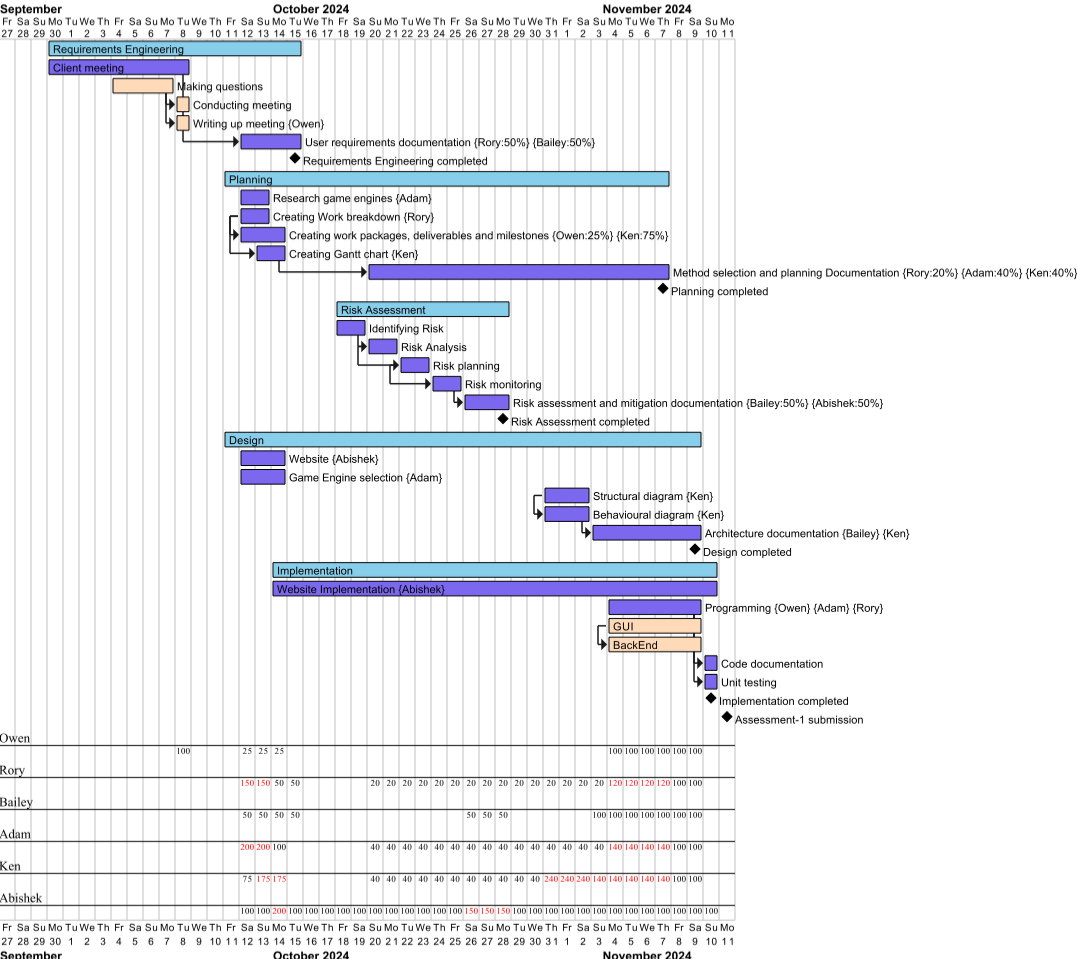 September October 2024 November 2024
Fr Sa Su Mo Tu We Th Fr Sa Su Mo Tu We Th Fr Sa Su Mo Tu We Th Fr Sa Su Mo Tu We Th Fr Sa Su Mo Tu We Th Fr Sa Su Mo Tu We Th Fr Sa Su Mo
27 28 29 30 1 2 3 4 5 6 7 8 9 10 11 12 13 14 15 16 17 18 19 20 21 22 23 24 25 26 27 28 29 30 31 1 2 3 4 5 6 7 8 9 10 11
Requirements Engineering
Client meeting
Making questions
Conducting meeting
Writing up meeting {Owen}
User requirements documentation {Rory:50%} {Bailey:50%}
Requirements Engineering completed
Planning
Research game engines {Adam}
Creating Work breakdown {Rory}
Creating work packages, deliverables and milestones {Owen:25%} {Ken:75%}
Creating Gantt chart {Ken}
Method selection and planning Documentation {Rory:20%} {Adam:40%} {Ken:40%}
Planning completed
Risk Assessment
Identifying Risk
Risk Analysis
Risk planning
Risk monitoring
Risk assessment and mitigation documentation {Bailey:50%} {Abishek:50%}
Risk Assessment completed
Design
Website {Abishek}
Game Engine selection {Adam}
Structural diagram {Ken}
Behavioural diagram {Ken}
Architecture documentation {Bailey} {Ken}
Design completed
Implementation
Website Implementation {Abishek}
Programming {Owen} {Adam} {Rory}
GUI
BackEnd
Code documentation
Unit testing
Implementation completed
Assessment-1 submission
Owen
100 25 25 25 100 100 100 100 100 100
Rory
150 150 50 50 20 20 20 20 20 20 20 20 20 20 20 20 20 20 20 120 120 120 120 100 100
Bailey
50 50 50 50 50 50 50 100 100 100 100 100 100 100
Adam
200 200 100 40 40 40 40 40 40 40 40 40 40 40 40 40 40 40 140 140 140 140 100 100
Ken
75 175 175 40 40 40 40 40 40 40 40 40 40 40 240 240 240 140 140 140 140 140 100 100
Abishek
100 100 200 100 100 100 100 100 100 100 100 100 100 100 150 150 150 100 100 100 100 100 100 100 100 100 100 100 100 100
Fr Sa Su Mo Tu We Th Fr Sa Su Mo Tu We Th Fr Sa Su Mo Tu We Th Fr Sa Su Mo Tu We Th Fr Sa Su Mo Tu We Th Fr Sa Su Mo Tu We Th Fr Sa Su Mo
27 28 29 30 1 2 3 4 5 6 7 8 9 10 11 12 13 14 15 16 17 18 19 20 21 22 23 24 25 26 27 28 29 30 31 1 2 3 4 5 6 7 8 9 10 11
September October 2024 November 2024